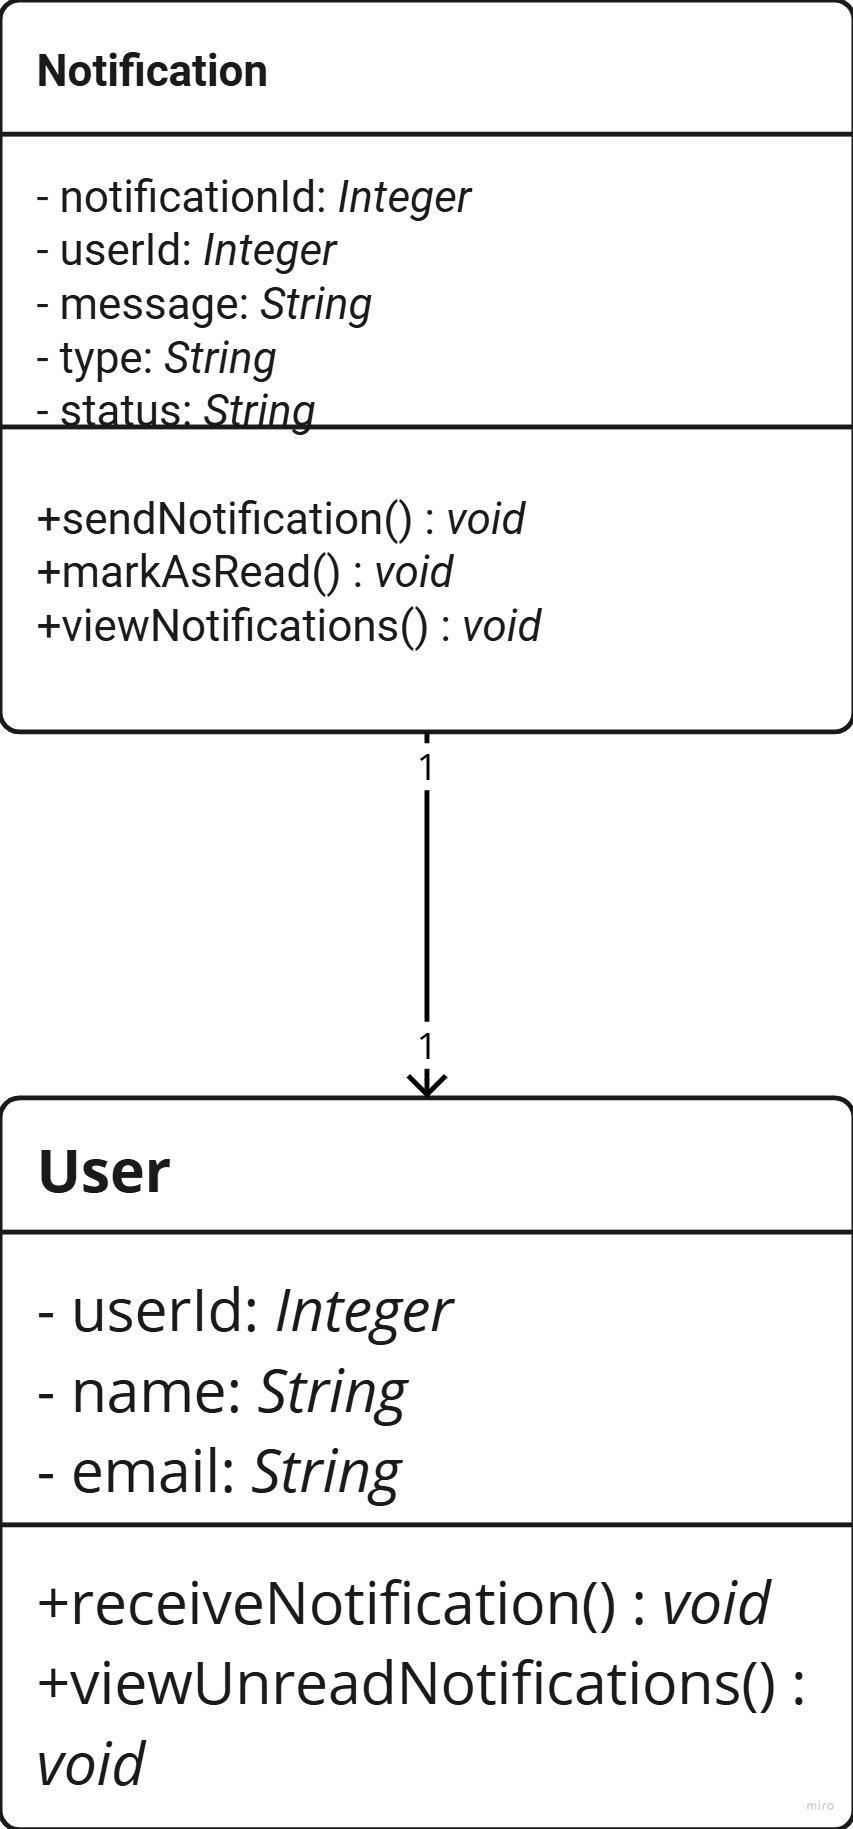 Notification
- notificationId: Integer
- userId: Integer
- message: String
- type: String
- status: String
+sendNotification() : void
+markAsRead() : void
+viewNotifications() : void
1
1
User
- userId: Integer
- name: String
- email: String
+receiveNotification() : void
+viewUnreadNotifications() :
void
miro